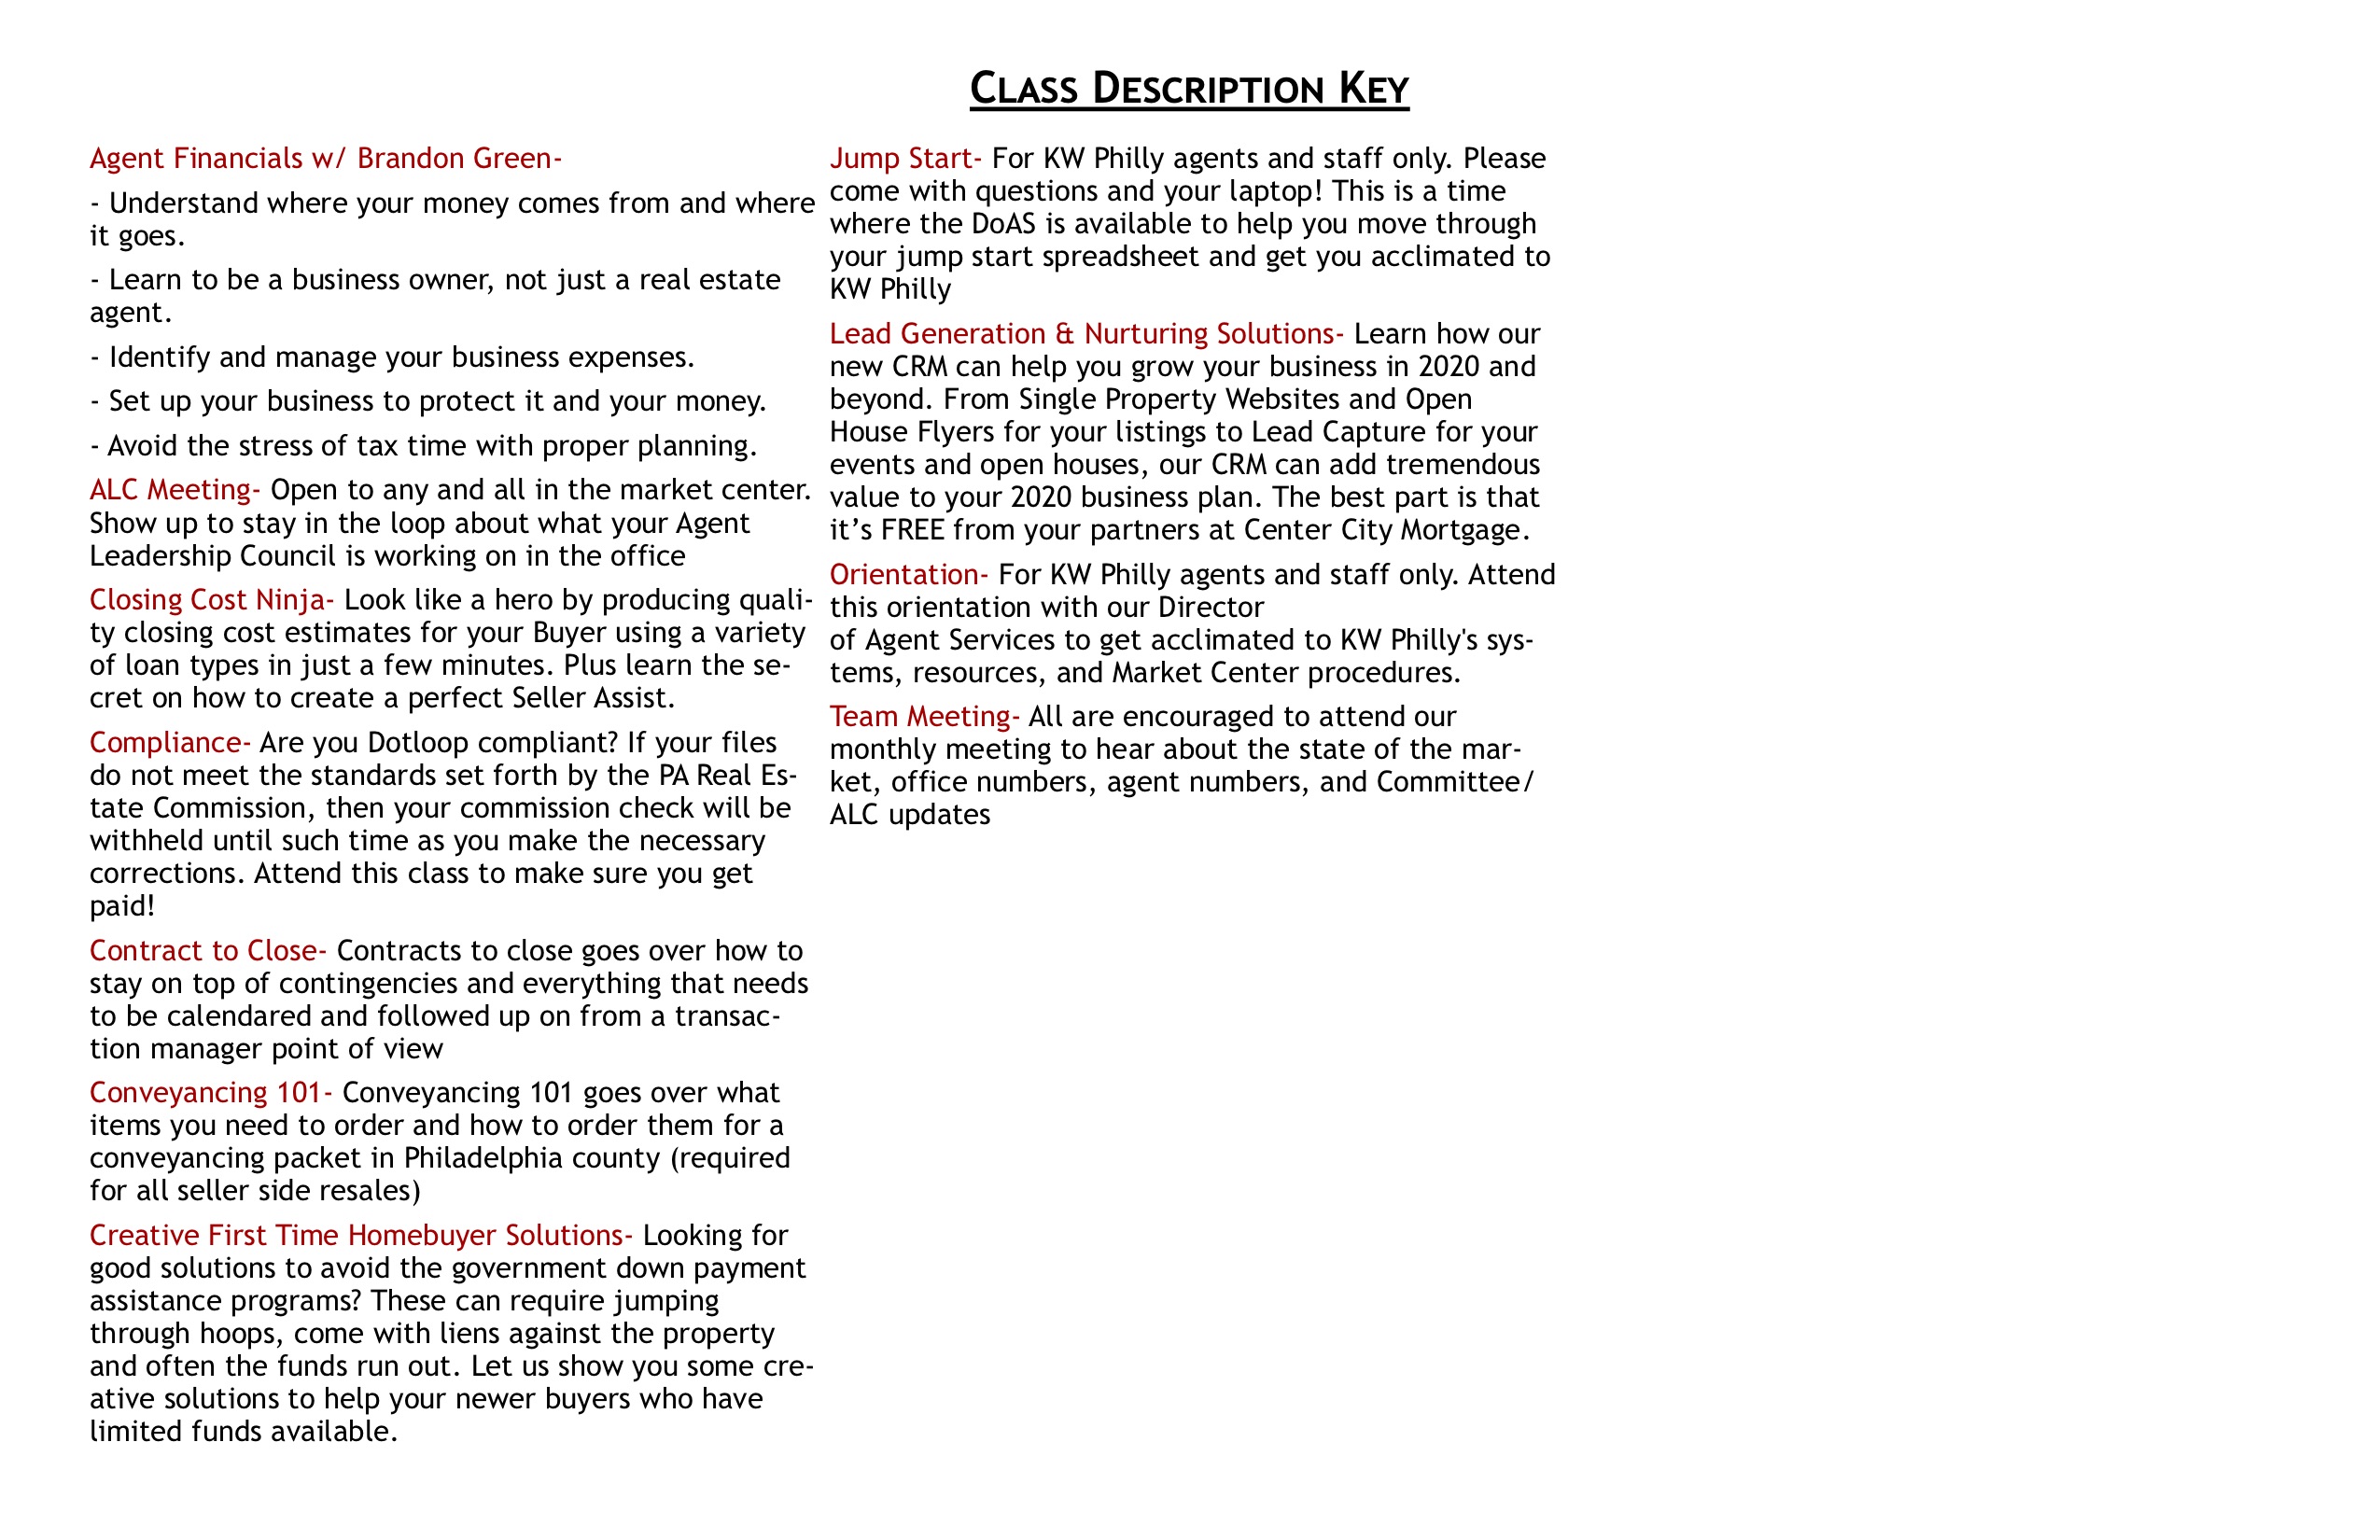 CLASS DESCRIPTION KEY
Agent Financials w/ Brandon Green-
- Understand where your money comes from and where
it goes.
- Learn to be a business owner, not just a real estate
agent.
- Identify and manage your business expenses.
- Set up your business to protect it and your money.
- Avoid the stress of tax time with proper planning.
ALC Meeting- Open to any and all in the market center.
Show up to stay in the loop about what your Agent
Leadership Council is working on in the office
Closing Cost Ninja- Look like a hero by producing quali-
ty closing cost estimates for your Buyer using a variety
of loan types in just a few minutes. Plus learn the se-
cret on how to create a perfect Seller Assist.
Compliance- Are you Dotloop compliant? If your files
do not meet the standards set forth by the PA Real Es-
tate Commission, then your commission check will be
withheld until such time as you make the necessary
corrections. Attend this class to make sure you get
paid!
Contract to Close- Contracts to close goes over how to
stay on top of contingencies and everything that needs
to be calendared and followed up on from a transac-
tion manager point of view
Conveyancing 101- Conveyancing 101 goes over what
items you need to order and how to order them for a
conveyancing packet in Philadelphia county (required
for all seller side resales)
Creative First Time Homebuyer Solutions- Looking for
good solutions to avoid the government down payment
assistance programs? These can require jumping
through hoops, come with liens against the property
and often the funds run out. Let us show you some cre-
ative solutions to help your newer buyers who have
limited funds available.
Jump Start- For KW Philly agents and staff only. Please
come with questions and your laptop! This is a time
where the DoAS is available to help you move through
your jump start spreadsheet and get you acclimated to
KW Philly
Lead Generation & Nurturing Solutions- Learn how our
new CRM can help you grow your business in 2020 and
beyond. From Single Property Websites and Open
House Flyers for your listings to Lead Capture for your
events and open houses, our CRM can add tremendous
value to your 2020 business plan. The best part is that
it’s FREE from your partners at Center City Mortgage.
Orientation- For KW Philly agents and staff only. Attend
this orientation with our Director
of Agent Services to get acclimated to KW Philly's sys-
tems, resources, and Market Center procedures.
Team Meeting- All are encouraged to attend our
monthly meeting to hear about the state of the mar-
ket, office numbers, agent numbers, and Committee/
ALC updates